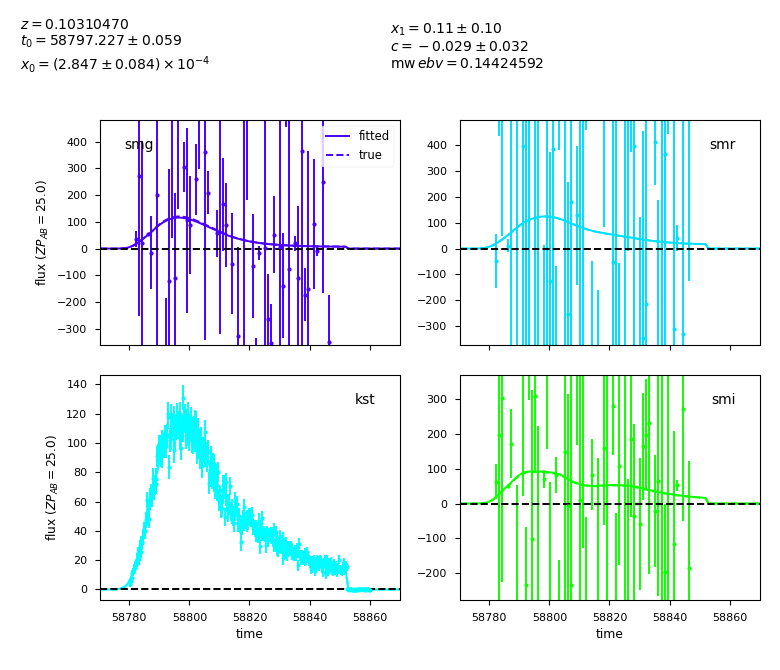 z = 0.10310470
t₀ = 58797.227 ± 0.059
x₀ = (2.847 ± 0.084) × 10⁻⁴
x₁ = 0.11 ± 0.10
c = −0.029 ± 0.032
mw ebv = 0.14424592
smg
fitted
true
400
300
200
100
0
−100
−200
−300
flux (ZP_AB = 25.0)
smr
400
300
200
100
0
−100
−200
−300
kst
140
120
100
80
60
40
20
0
flux (ZP_AB = 25.0)
58780 58800 58820 58840 58860
time
smi
300
200
100
0
−100
−200
58780 58800 58820 58840 58860
time